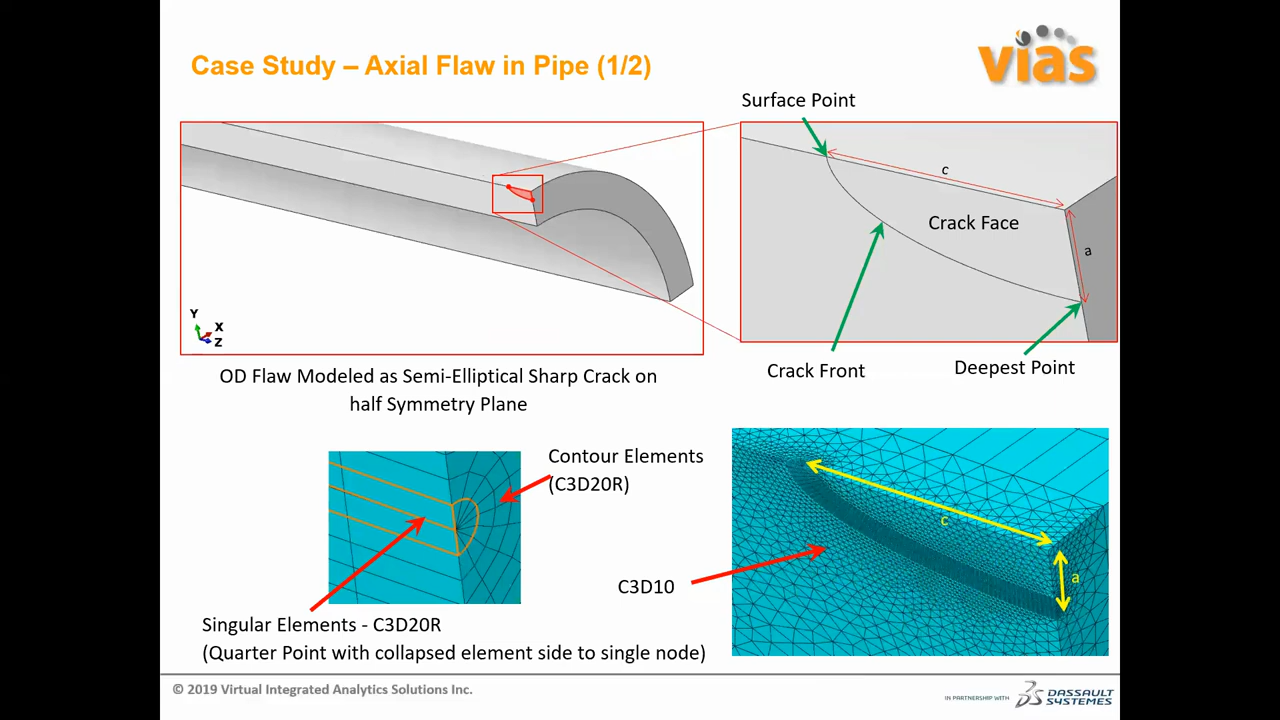 Case Study – Axial Flaw in Pipe (1/2)
vias
Surface Point
c
Crack Face
a
Y
X
Z
Crack Front
Deepest Point
OD Flaw Modeled as Semi-Elliptical Sharp Crack on
half Symmetry Plane
Contour Elements
(C3D20R)
c
a
C3D10
Singular Elements - C3D20R
(Quarter Point with collapsed element side to single node)
© 2019 Virtual Integrated Analytics Solutions Inc.
IN PARTNERSHIP WITH
DASSAULT
SYSTEMES